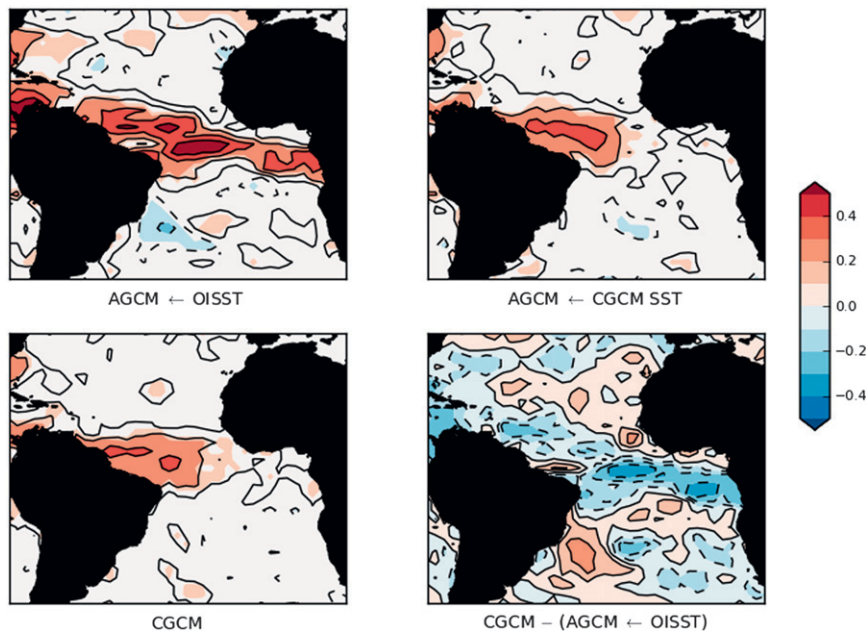 AGCM ← OISST
AGCM ← CGCM SST
0.4
0.2
0.0
−0.2
−0.4
CGCM
CGCM − (AGCM ← OISST)